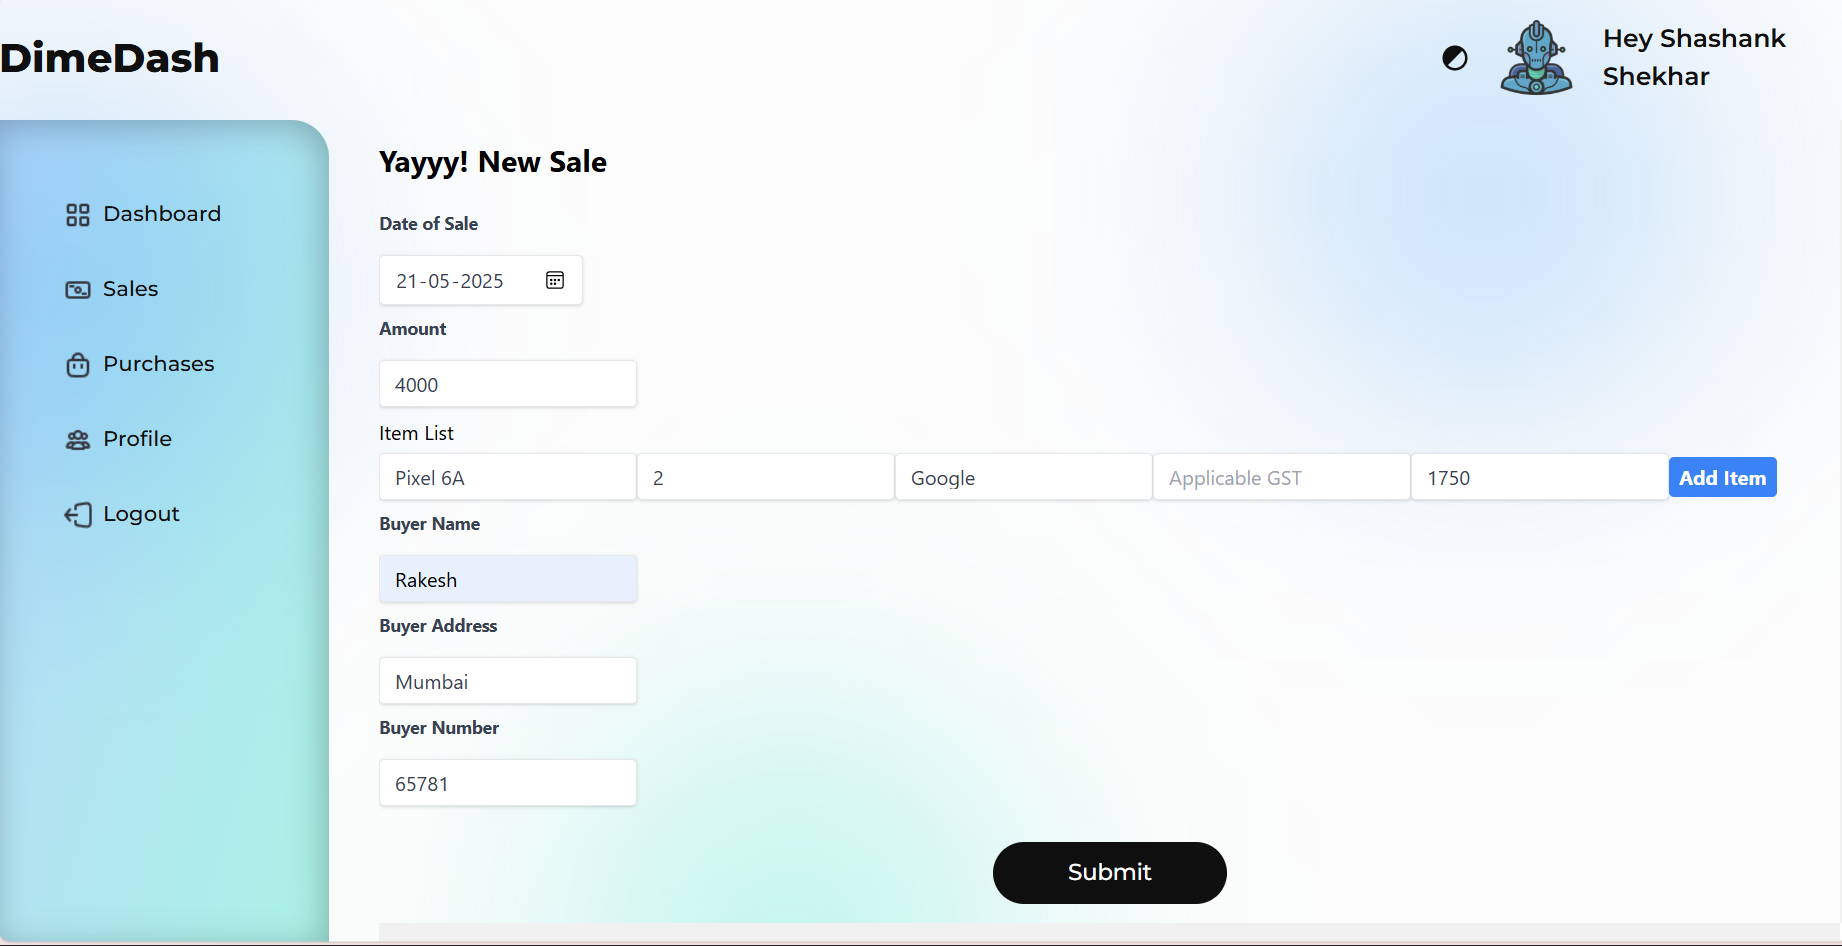 DimeDash
Hey Shashank
Shekhar
Dashboard
Sales
Purchases
Profile
Logout
Yayyy! New Sale
Date of Sale
21-05-2025
Amount
4000
Item List
Pixel 6A 2 Google Applicable GST 1750 Add Item
Buyer Name
Rakesh
Buyer Address
Mumbai
Buyer Number
65781
Submit